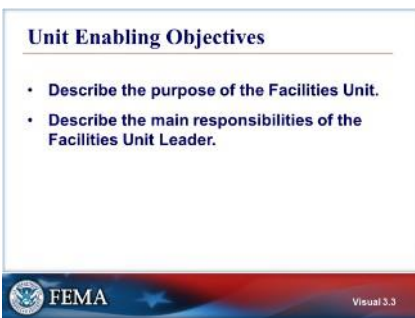 Unit Enabling Objectives
• Describe the purpose of the Facilities Unit.
• Describe the main responsibilities of the
Facilities Unit Leader.
FEMA
Visual 3.3